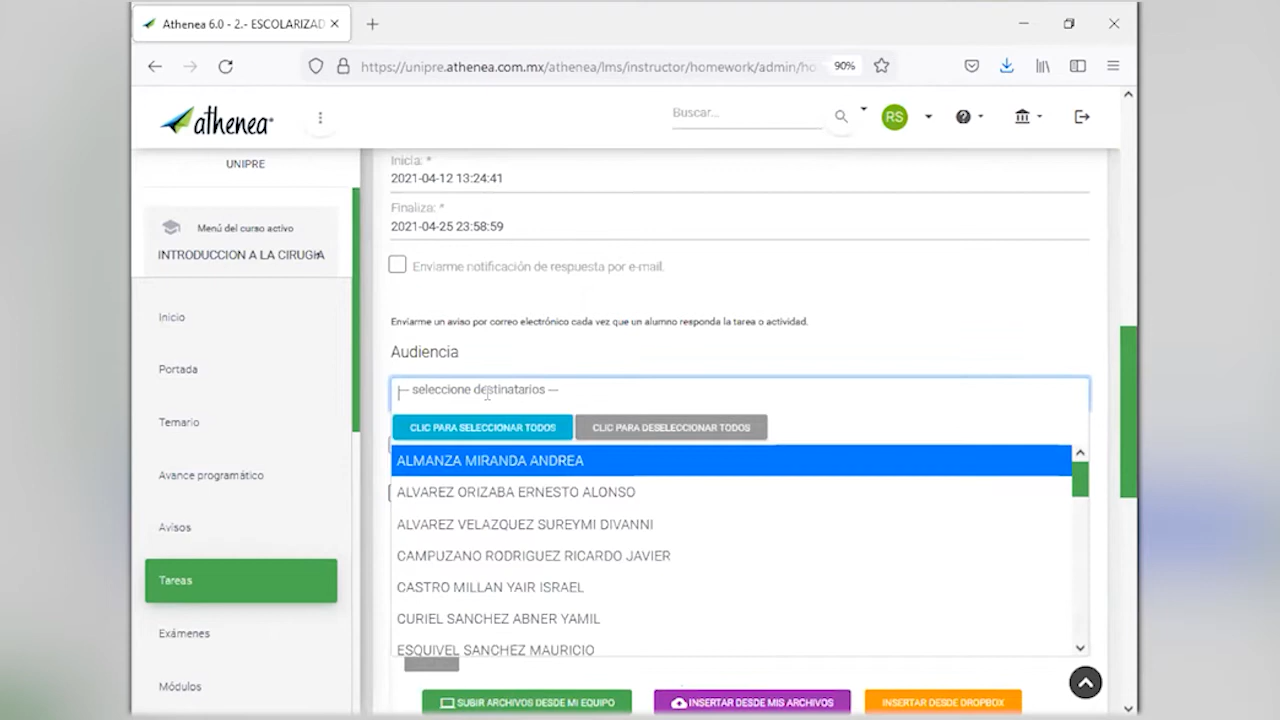 Athenea 6.0 - 2.- ESCOLARIZAD
https://unipre.athenea.com.mx/athenea/lms/instructor/homework/admin/ho
90%
athenea
Buscar...
RS
UNIPRE
Menú del curso activo
INTRODUCCION A LA CIRUGIA
Inicio
Portada
Temario
Avance programático
Avisos
Tareas
Exámenes
Módulos
Inicia: *
2021-04-12 13:24:41
Finaliza: *
2021-04-25 23:58:59
Enviarme notificación de respuesta por e-mail.
Enviarme un aviso por correo electrónico cada vez que un alumno responda la tarea o actividad.
Audiencia
— seleccione destinatarios —
CLIC PARA SELECCIONAR TODOS
CLIC PARA DESELECCIONAR TODOS
ALMANZA MIRANDA ANDREA
ALVAREZ ORIZABA ERNESTO ALONSO
ALVAREZ VELAZQUEZ SUREYMI DIVANNI
CAMPUZANO RODRIGUEZ RICARDO JAVIER
CASTRO MILLAN YAIR ISRAEL
CURIEL SANCHEZ ABNER YAMIL
ESQUIVEL SANCHEZ MAURICIO
SUBIR ARCHIVOS DESDE MI EQUIPO
INSERTAR DESDE MIS ARCHIVOS
INSERTAR DESDE DROPBOX